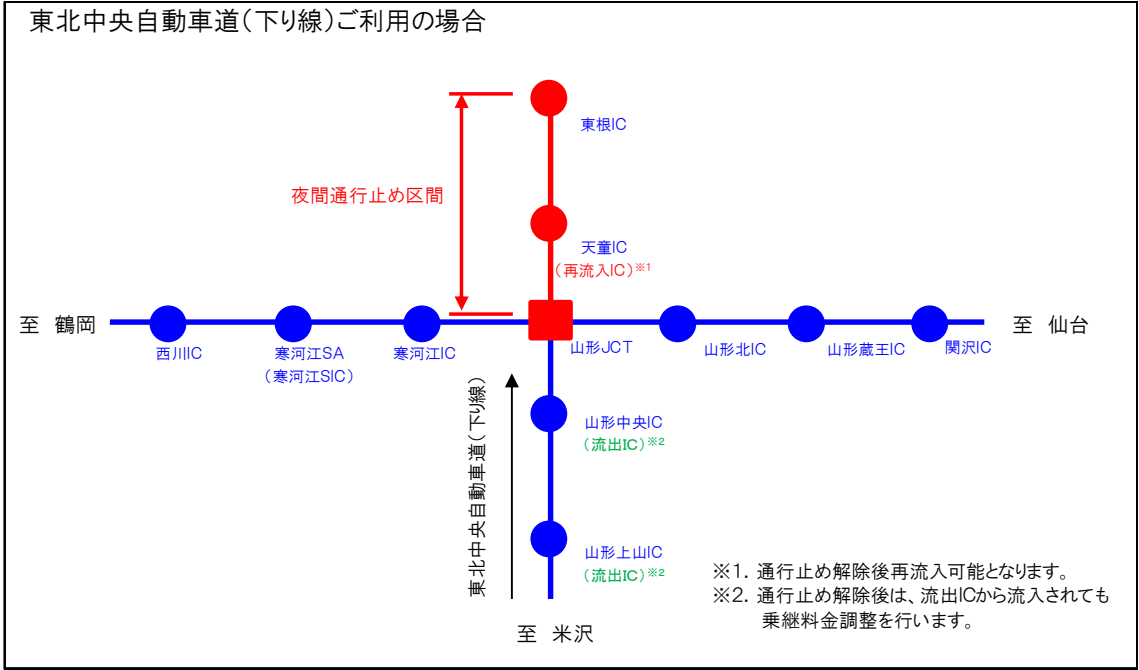 東北中央自動車道(下り線)ご利用の場合
東根IC
夜間通行止め区間
天童IC
(再流入IC)※1
至 鶴岡
至 仙台
西川IC
寒河江SA
(寒河江SIC)
寒河江IC
山形JCT
山形北IC
山形蔵王IC
関沢IC
東北中央自動車道(下り線)
山形中央IC
(流出IC)※2
山形上山IC
(流出IC)※2
至 米沢
※1. 通行止め解除後再流入可能となります。
※2. 通行止め解除後は、流出ICから流入されても
乗継料金調整を行います。